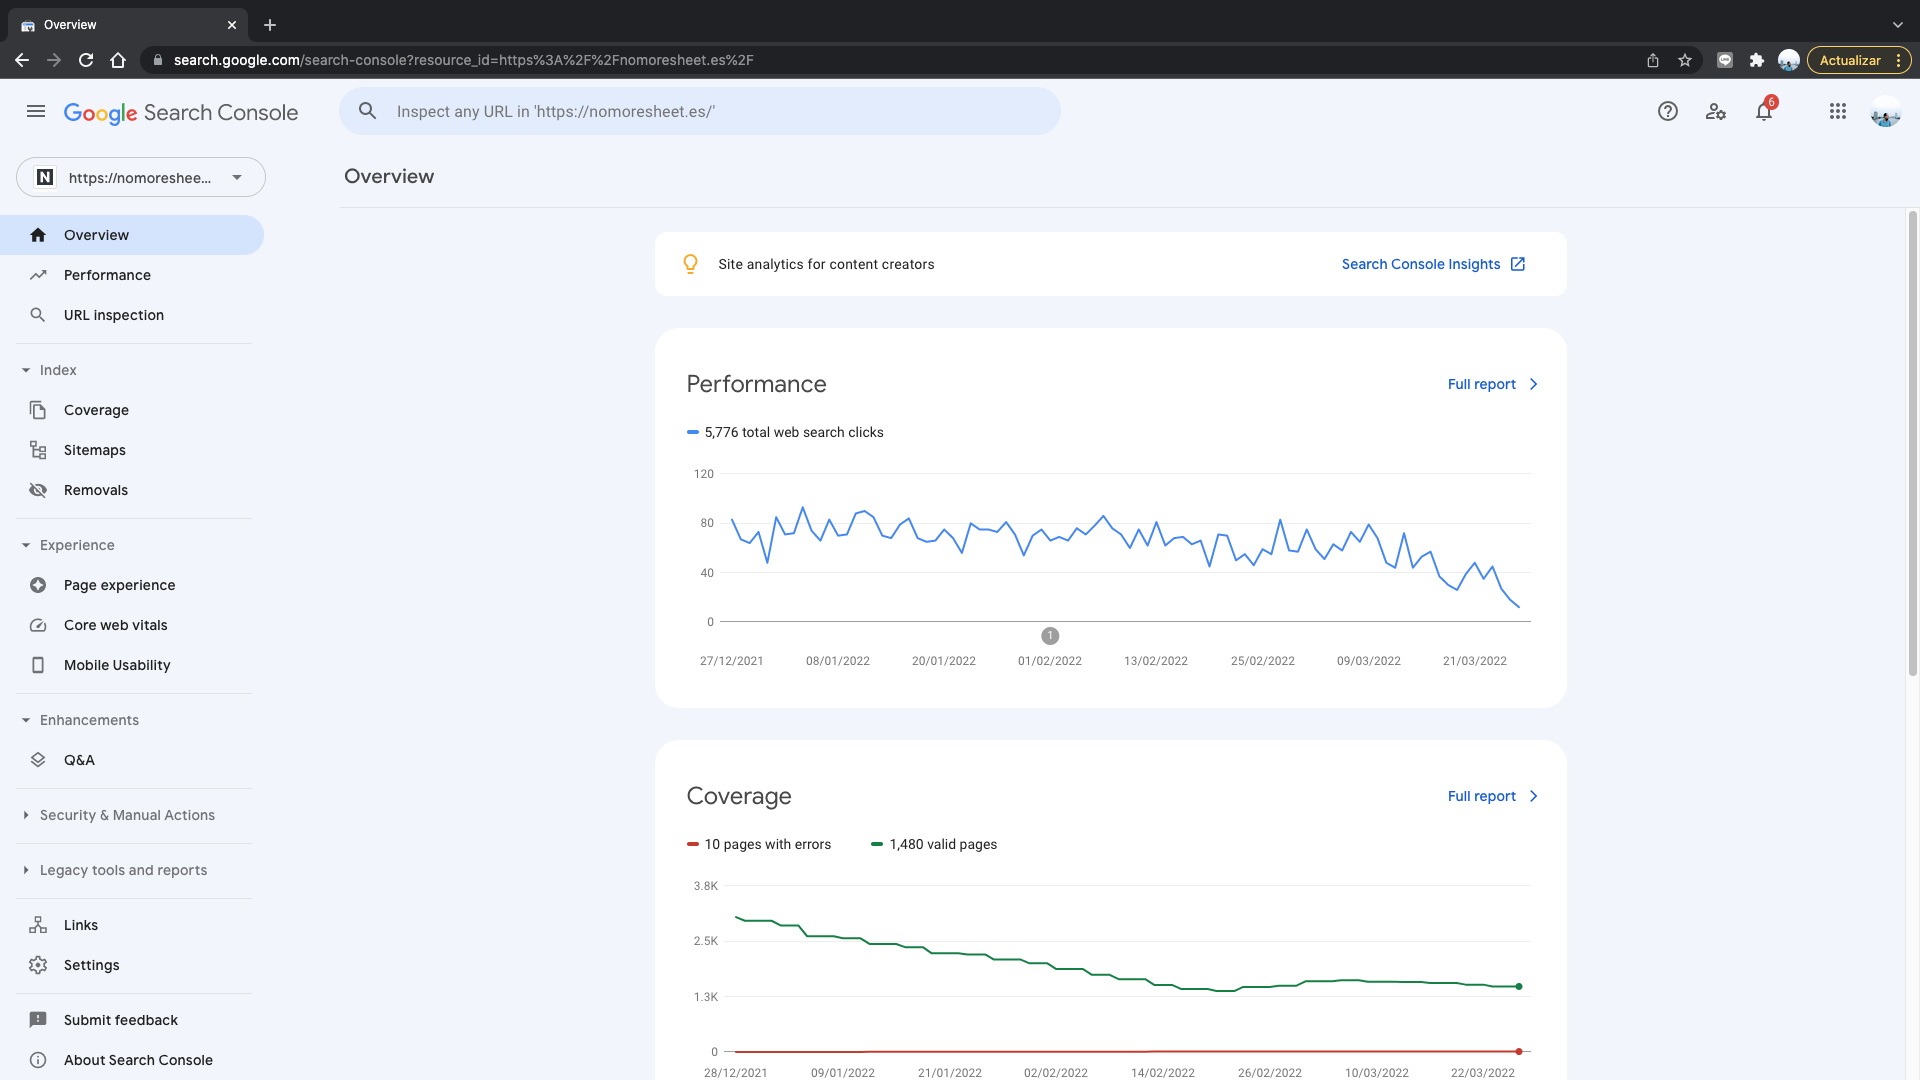 Overview
search.google.com/search-console?resource_id=https%3A%2F%2Fnomoresheet.es%2F
Actualizar
Google Search Console
Inspect any URL in 'https://nomoresheet.es/'
6
N
https://nomoreshee...
Overview
Overview
Performance
URL inspection
Index
Coverage
Sitemaps
Removals
Experience
Page experience
Core web vitals
Mobile Usability
Enhancements
Q&A
Security & Manual Actions
Legacy tools and reports
Links
Settings
Submit feedback
About Search Console
Site analytics for content creators
Search Console Insights
Performance
Full report
5,776 total web search clicks
120
80
40
0
1
27/12/2021 08/01/2022 20/01/2022 01/02/2022 13/02/2022 25/02/2022 09/03/2022 21/03/2022
Coverage
Full report
10 pages with errors 1,480 valid pages
3.8K
2.5K
1.3K
0
28/12/2021 09/01/2022 21/01/2022 02/02/2022 14/02/2022 26/02/2022 10/03/2022 22/03/2022